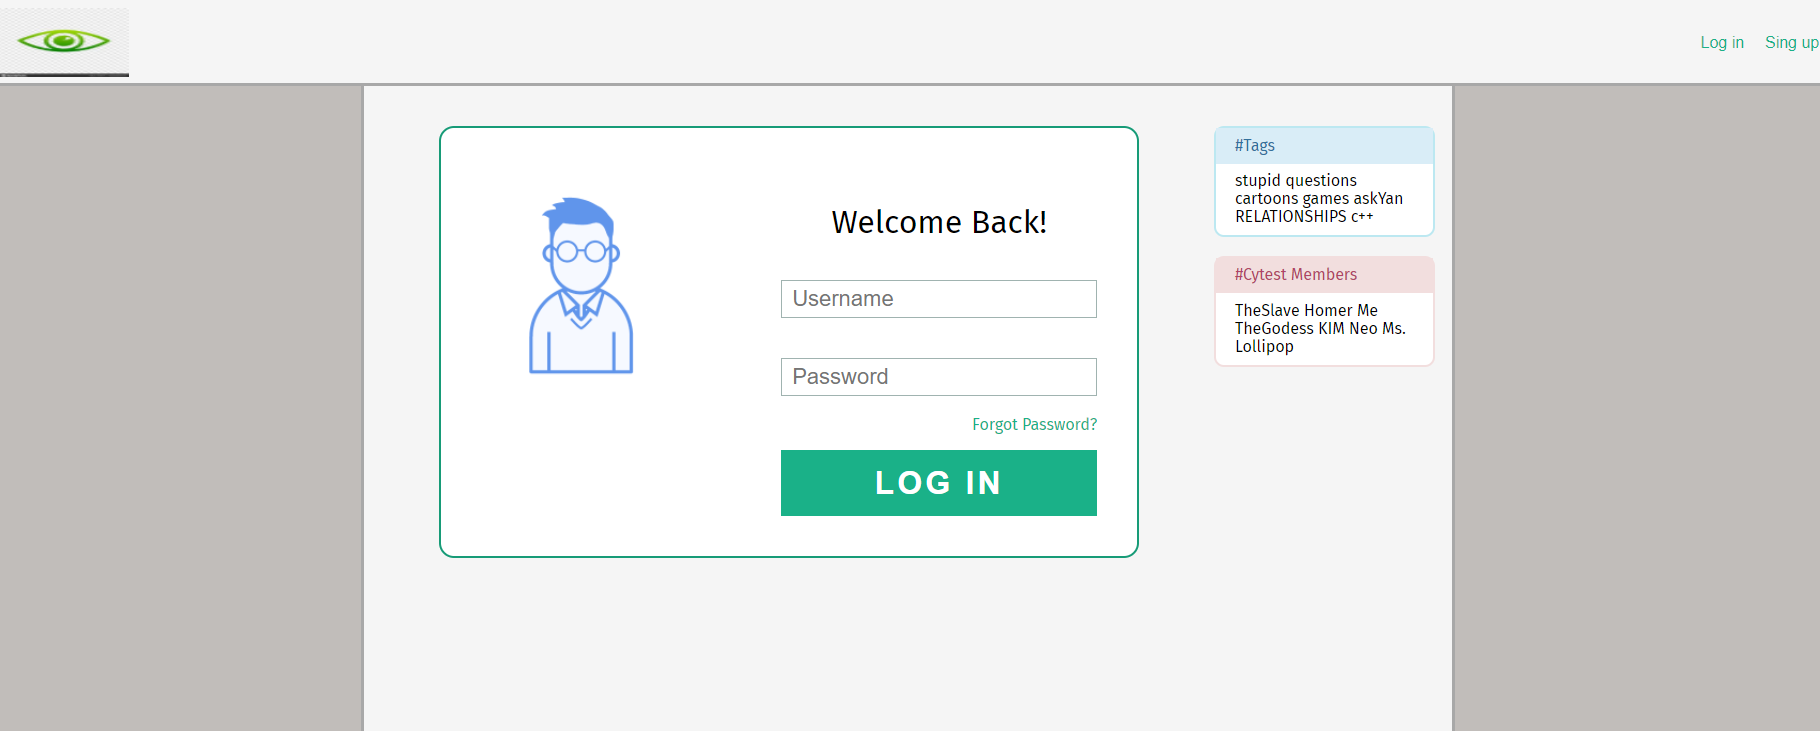 Log in Sing up
Welcome Back!
Username
Password
Forgot Password?
LOG IN
#Tags
stupid questions
cartoons games askYan
RELATIONSHIPS c++
#Cytest Members
TheSlave Homer Me
TheGodess KIM Neo Ms.
Lollipop